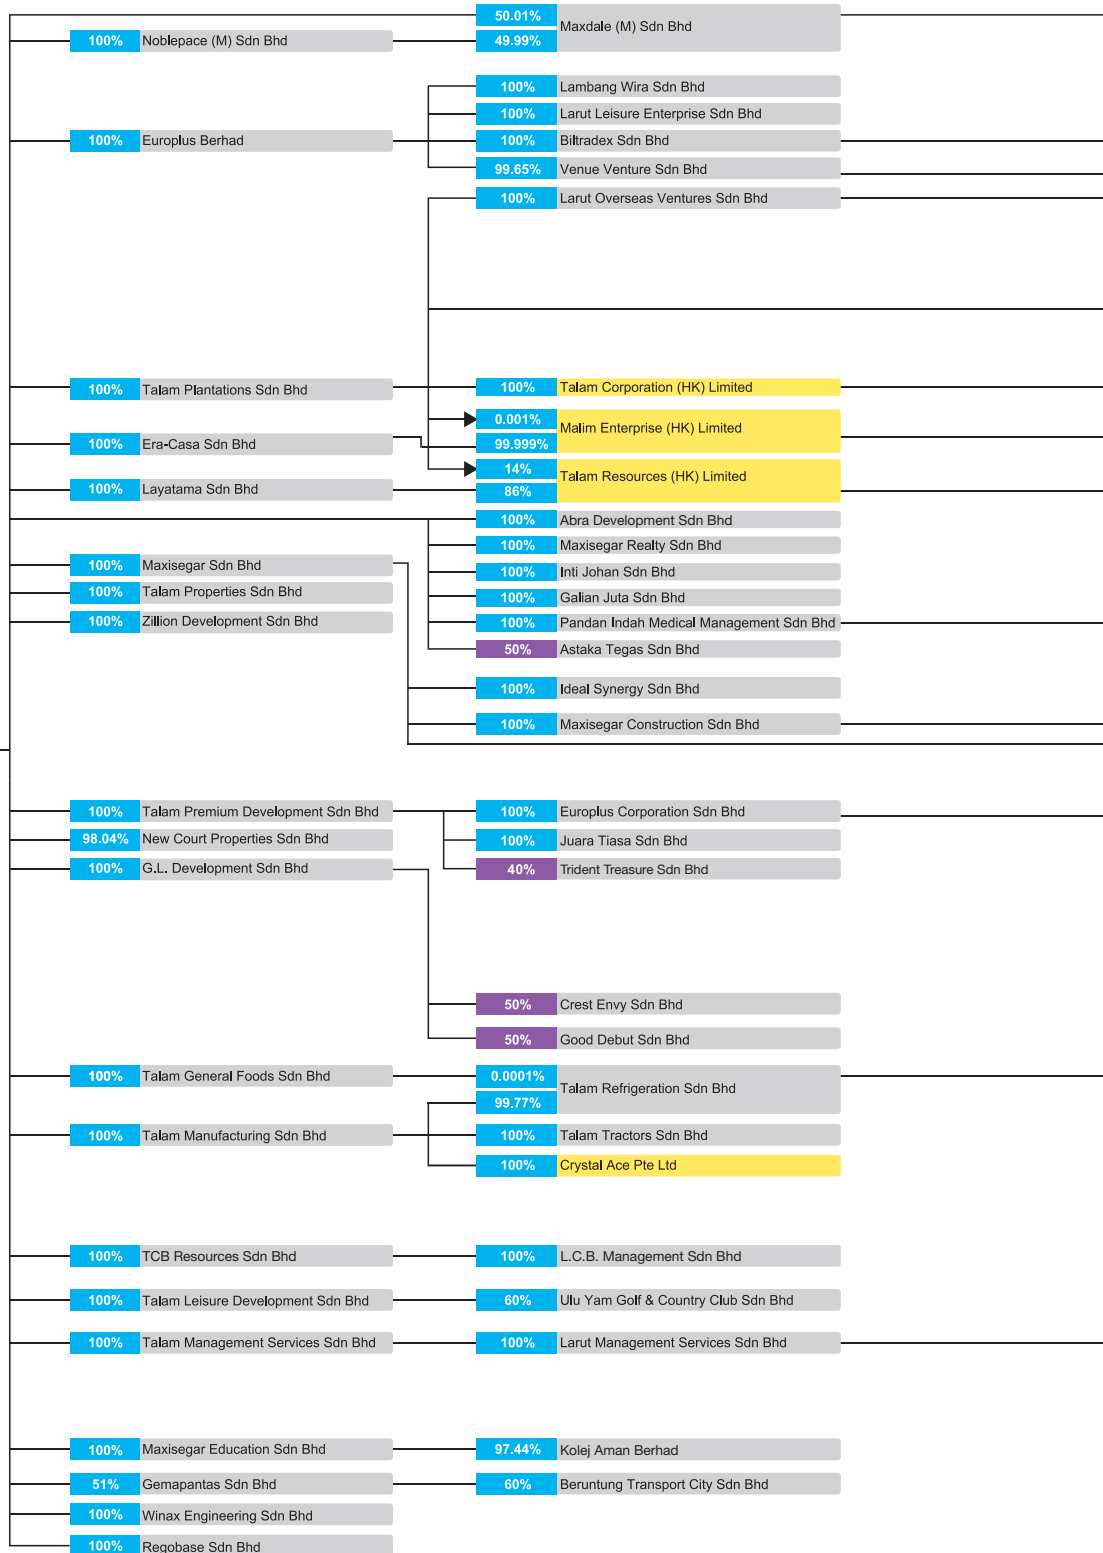 50.01%
Maxdale (M) Sdn Bhd
100% Noblepace (M) Sdn Bhd
49.99%
100% Lambang Wira Sdn Bhd
100% Larut Leisure Enterprise Sdn Bhd
100% Europlus Berhad
100% Biltradex Sdn Bhd
99.65% Venue Venture Sdn Bhd
100% Larut Overseas Ventures Sdn Bhd
100% Talam Plantations Sdn Bhd
100% Talam Corporation (HK) Limited
0.001%
Malim Enterprise (HK) Limited
100% Era-Casa Sdn Bhd
99.999%
14%
Talam Resources (HK) Limited
100% Layatama Sdn Bhd
86%
100% Abra Development Sdn Bhd
100% Maxisegar Realty Sdn Bhd
100% Maxisegar Sdn Bhd
100% Inti Johan Sdn Bhd
100% Talam Properties Sdn Bhd
100% Galian Juta Sdn Bhd
100% Zillion Development Sdn Bhd
100% Pandan Indah Medical Management Sdn Bhd
50% Astaka Tegas Sdn Bhd
100% Ideal Synergy Sdn Bhd
100% Maxisegar Construction Sdn Bhd
100% Talam Premium Development Sdn Bhd
100% Europlus Corporation Sdn Bhd
98.04% New Court Properties Sdn Bhd
100% Juara Tiasa Sdn Bhd
100% G.L. Development Sdn Bhd
40% Trident Treasure Sdn Bhd
50% Crest Envy Sdn Bhd
50% Good Debut Sdn Bhd
100% Talam General Foods Sdn Bhd
0.0001%
Talam Refrigeration Sdn Bhd
99.77%
100% Talam Manufacturing Sdn Bhd
100% Talam Tractors Sdn Bhd
100% Crystal Ace Pte Ltd
100% TCB Resources Sdn Bhd
100% L.C.B. Management Sdn Bhd
100% Talam Leisure Development Sdn Bhd
60% Ulu Yam Golf & Country Club Sdn Bhd
100% Talam Management Services Sdn Bhd
100% Larut Management Services Sdn Bhd
100% Maxisegar Education Sdn Bhd
97.44% Kolej Aman Berhad
51% Gemapantas Sdn Bhd
60% Beruntung Transport City Sdn Bhd
100% Winax Engineering Sdn Bhd
100% Regobase Sdn Bhd